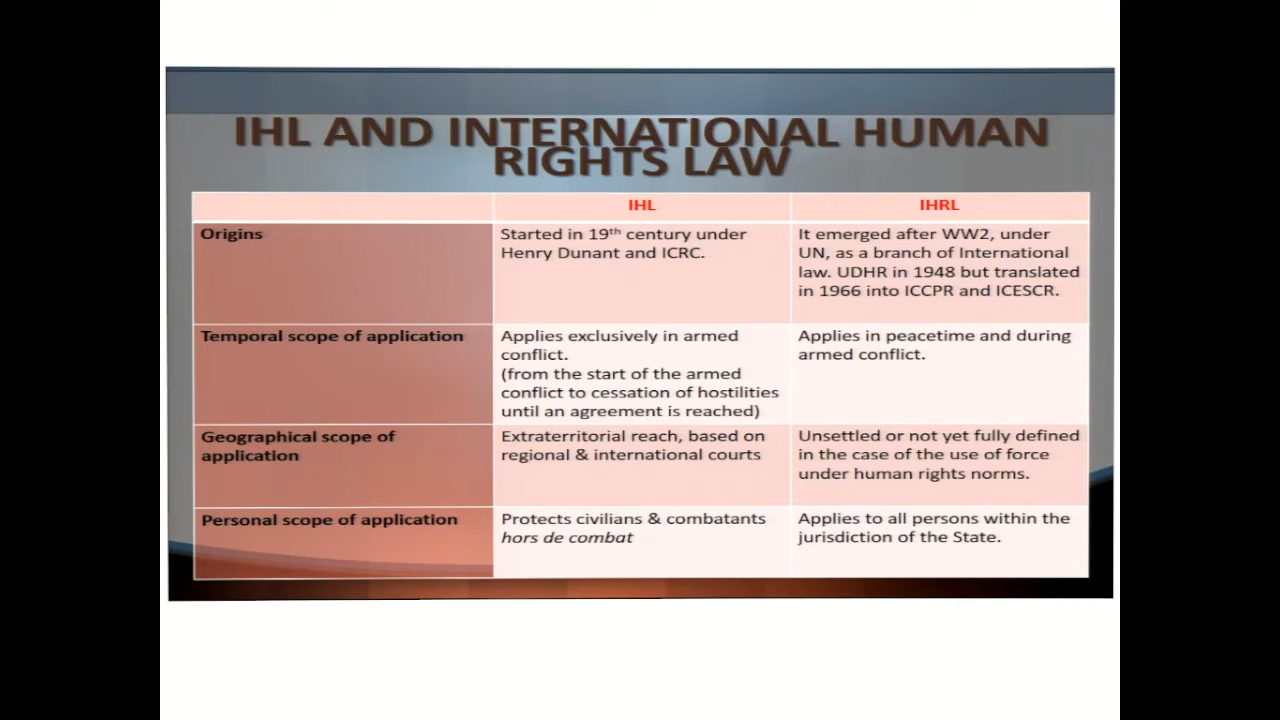 IHL AND INTERNATIONAL HUMAN
RIGHTS LAW
IHL
IHRL
Origins
Started in 19th century under
Henry Dunant and ICRC.
It emerged after WW2, under
UN, as a branch of International
law. UDHR in 1948 but translated
in 1966 into ICCPR and ICESCR.
Temporal scope of application
Applies exclusively in armed
conflict.
(from the start of the armed
conflict to cessation of hostilities
until an agreement is reached)
Applies in peacetime and during
armed conflict.
Geographical scope of
application
Extraterritorial reach, based on
regional & international courts
Unsettled or not yet fully defined
in the case of the use of force
under human rights norms.
Personal scope of application
Protects civilians & combatants
hors de combat
Applies to all persons within the
jurisdiction of the State.